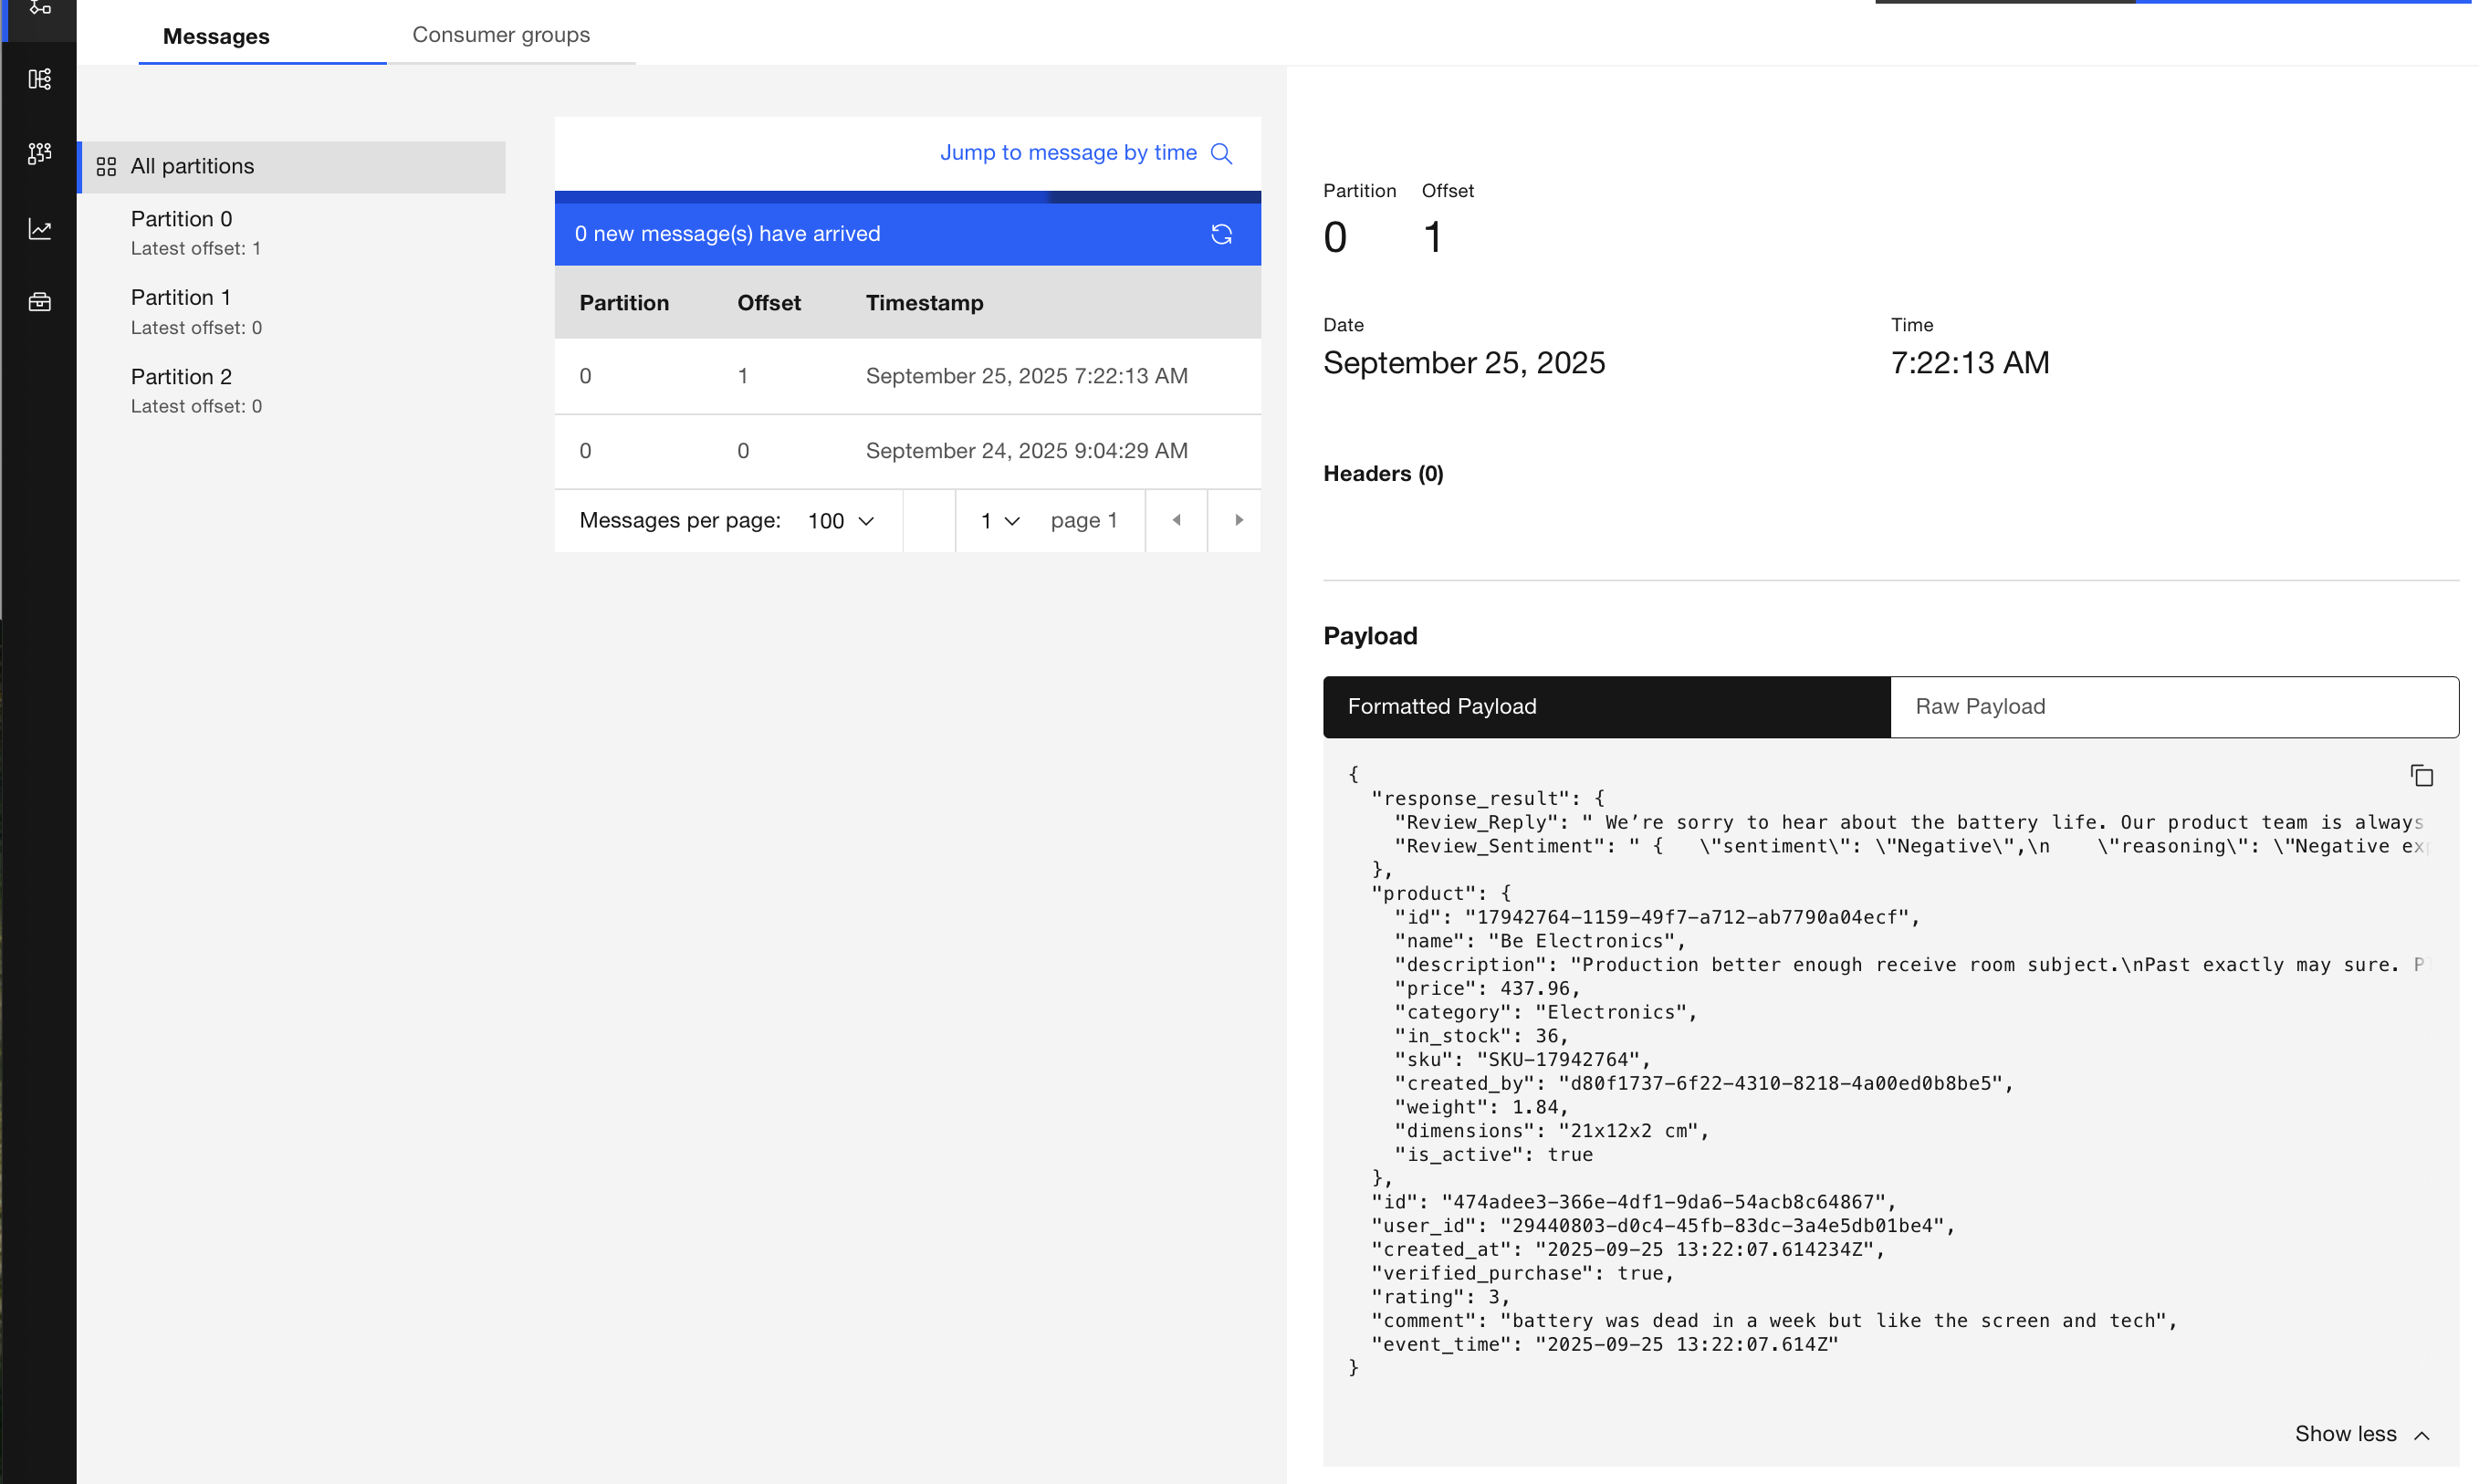 Messages
Consumer groups
All partitions
Partition 0
Latest offset: 1
Partition 1
Latest offset: 0
Partition 2
Latest offset: 0
Jump to message by time
0 new message(s) have arrived
Partition Offset Timestamp
0 1 September 25, 2025 7:22:13 AM
0 0 September 24, 2025 9:04:29 AM
Messages per page: 100 1 page 1
Partition Offset
0 1
Date Time
September 25, 2025 7:22:13 AM
Headers (0)
Payload
Formatted Payload Raw Payload
{
"response_result": {
"Review_Reply": " We’re sorry to hear about the battery life. Our product team is always
"Review_Sentiment": " {   \"sentiment\": \"Negative\",\n    \"reasoning\": \"Negative
},
"product": {
"id": "17942764-1159-49f7-a712-ab7790a04ecf",
"name": "Be Electronics",
"description": "Production better enough receive room subject.\nPast exactly may sure.
"price": 437.96,
"category": "Electronics",
"in_stock": 36,
"sku": "SKU-17942764",
"created_by": "d80f1737-6f22-4310-8218-4a00ed0b8be5",
"weight": 1.84,
"dimensions": "21x12x2 cm",
"is_active": true
},
"id": "474adee3-366e-4df1-9da6-54acb8c64867",
"user_id": "29440803-d0c4-45fb-83dc-3a4e5db01be4",
"created_at": "2025-09-25 13:22:07.614234Z",
"verified_purchase": true,
"rating": 3,
"comment": "battery was dead in a week but like the screen and tech",
"event_time": "2025-09-25 13:22:07.614Z"
}
Show less